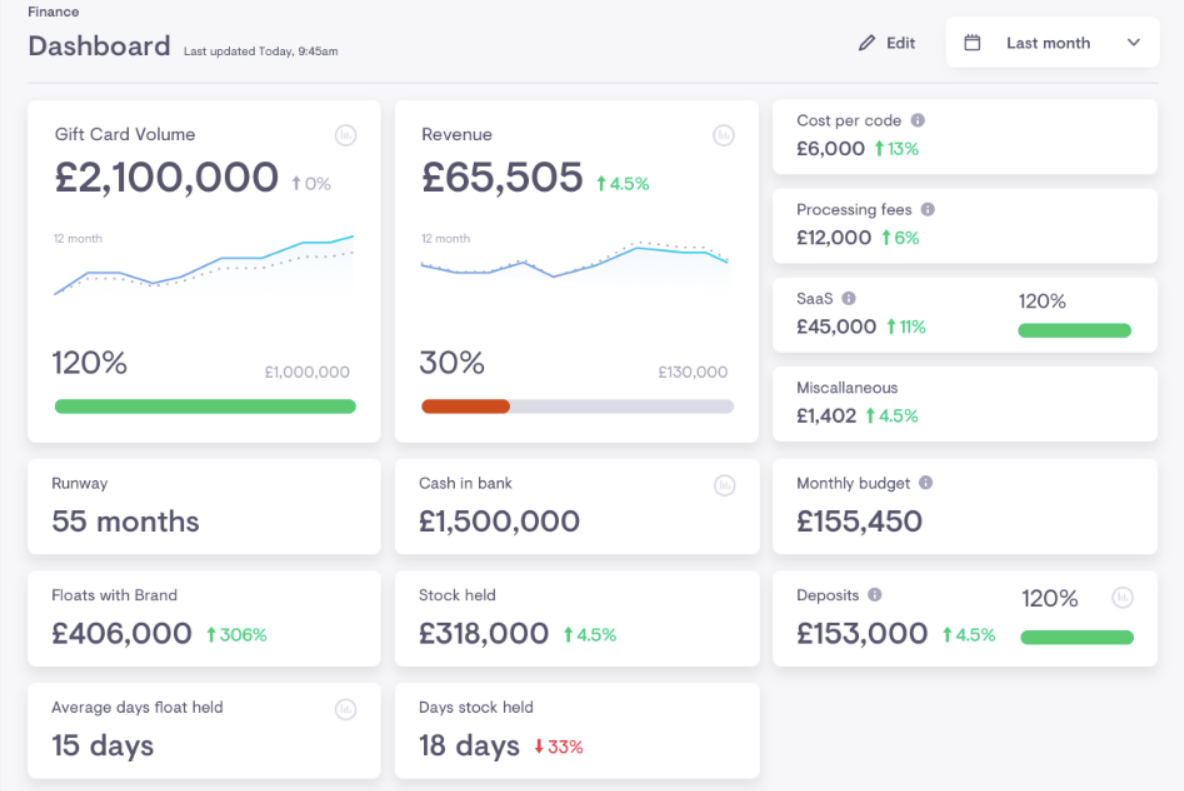 Finance
Dashboard Last updated Today, 9:45am
Edit
Last month
Gift Card Volume
£2,100,000 ↑0%
12 month
120% £1,000,000
Revenue
£65,505 ↑4.5%
12 month
30% £130,000
Cost per code
£6,000 ↑13%
Processing fees
£12,000 ↑6%
SaaS
£45,000 ↑11%
120%
Miscallaneous
£1,402 ↑4.5%
Runway
55 months
Cash in bank
£1,500,000
Monthly budget
£155,450
Floats with Brand
£406,000 ↑306%
Stock held
£318,000 ↑4.5%
Deposits
£153,000 ↑4.5%
120%
Average days float held
15 days
Days stock held
18 days ↓33%